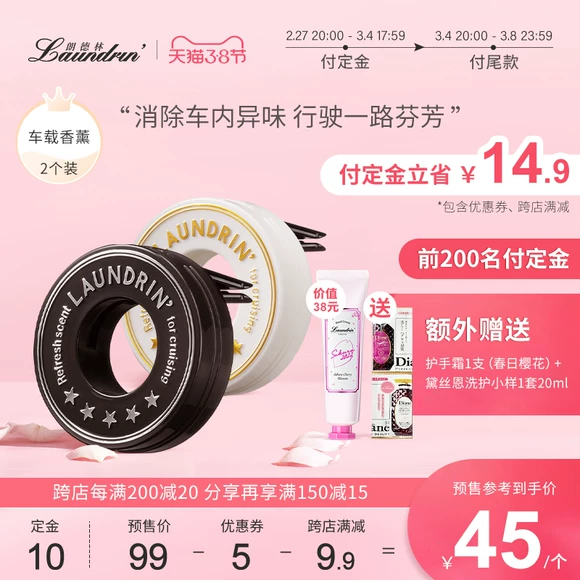 朗德林
Laundrin'
天猫3.8节
2.27 20:00 - 3.4 17:59
付定金
3.4 20:00 - 3.8 23:59
付尾款
“消除车内异味 行驶一路芬芳”
车载香薰
2个装
付定金立省 ¥14.9
*包含优惠券、跨店满减
前200名付定金
额外赠送
护手霜1支（春日樱花）+
黛丝恩洗护小样1套20ml
价值
38元
送
LAUNDRIN'
for cruising
LAUNDRIN'
Refresh scent
for cruising
Laundrin'
Diane
跨店每满200减20 分享再享满150减15
定金 预售价 优惠券 跨店满减
10 99 - 5 - 9.9 =
预售参考到手价
¥45/个